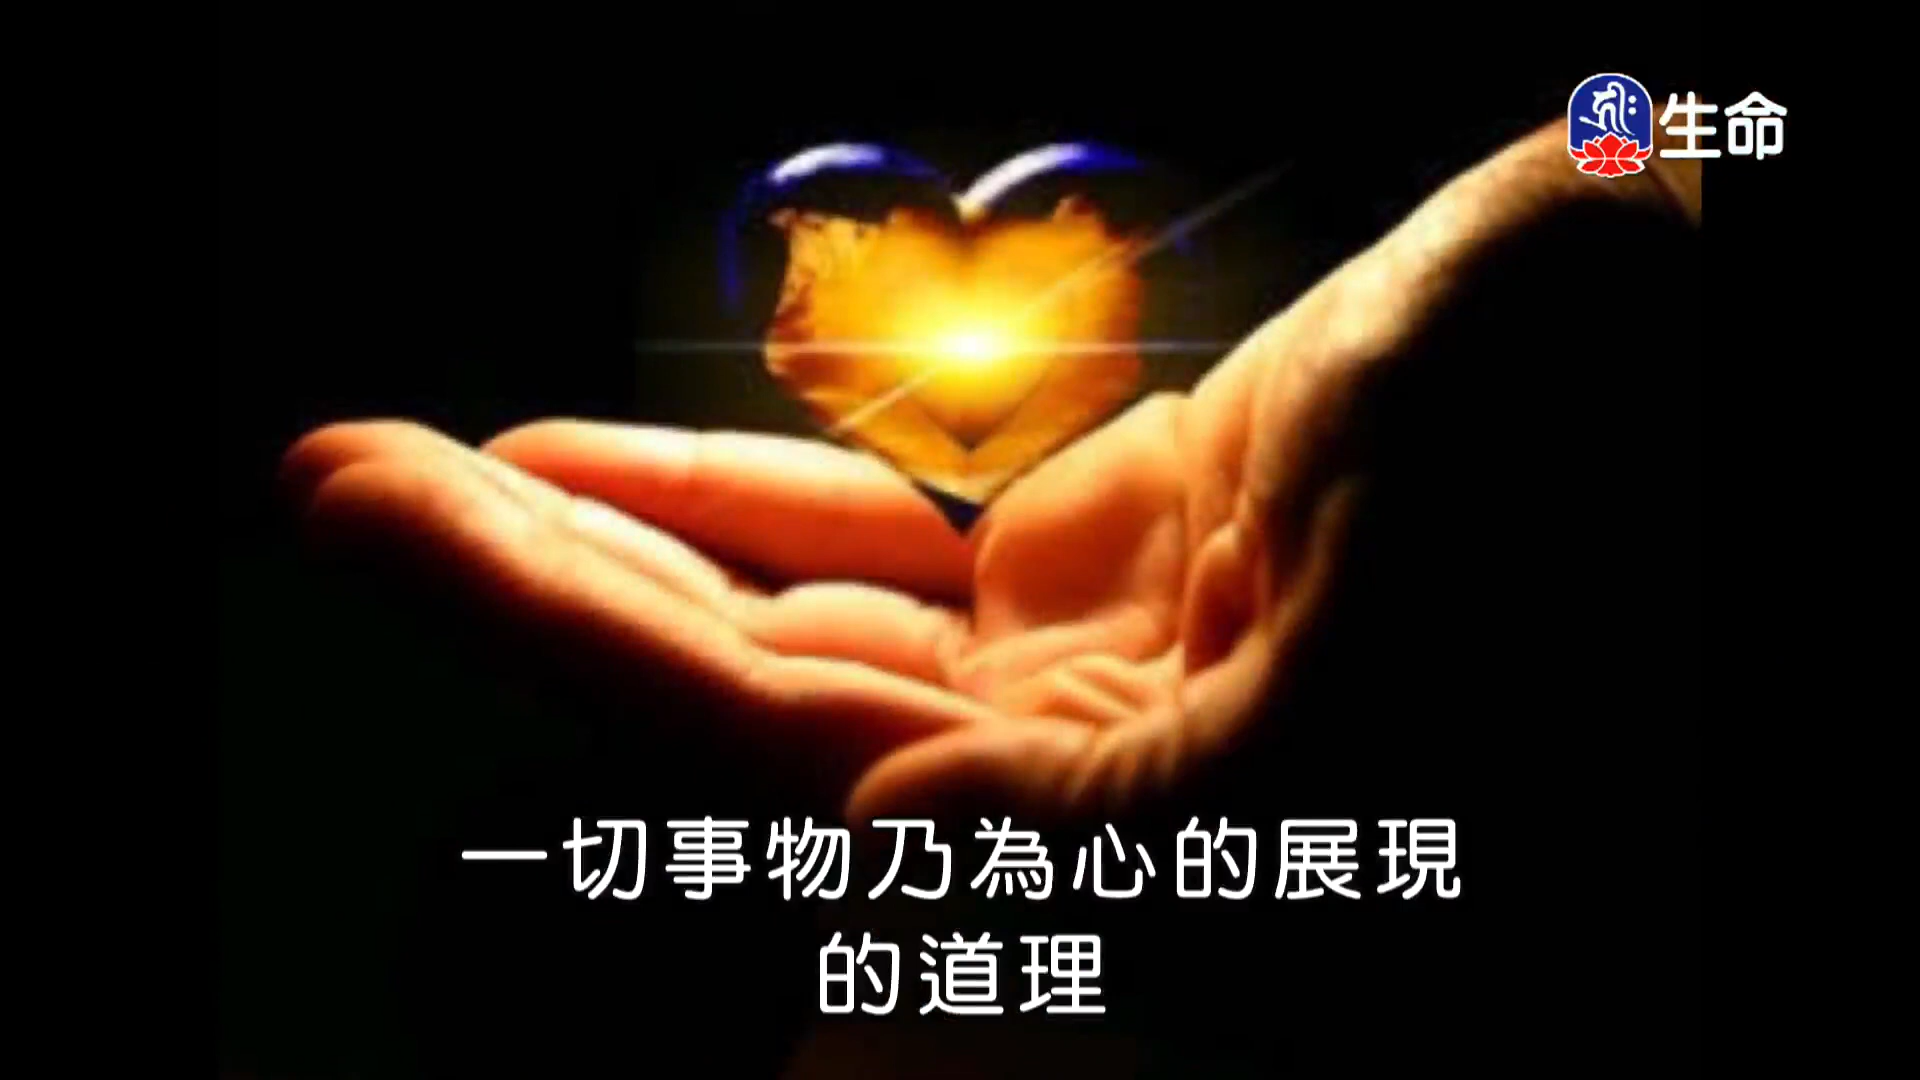 生命
一切事物乃為心的展現
的道理